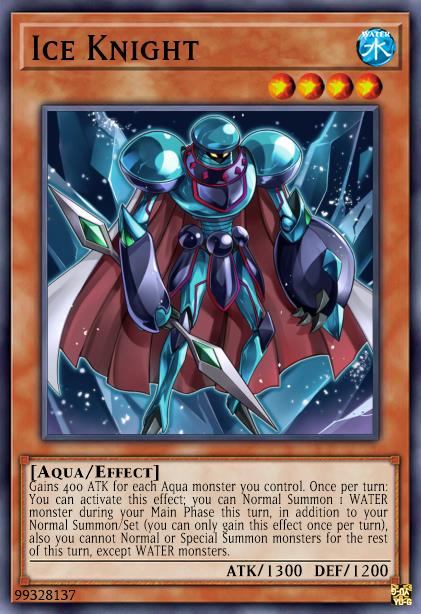 Ice Knight
WATER
水
[Aqua/Effect]
Gains 400 ATK for each Aqua monster you control. Once per turn:
You can activate this effect; you can Normal Summon 1 WATER
monster during your Main Phase this turn, in addition to your
Normal Summon/Set (you can only gain this effect once per turn),
also you cannot Normal or Special Summon monsters for the rest
of this turn, except WATER monsters.
ATK/1300 DEF/1200
99328137